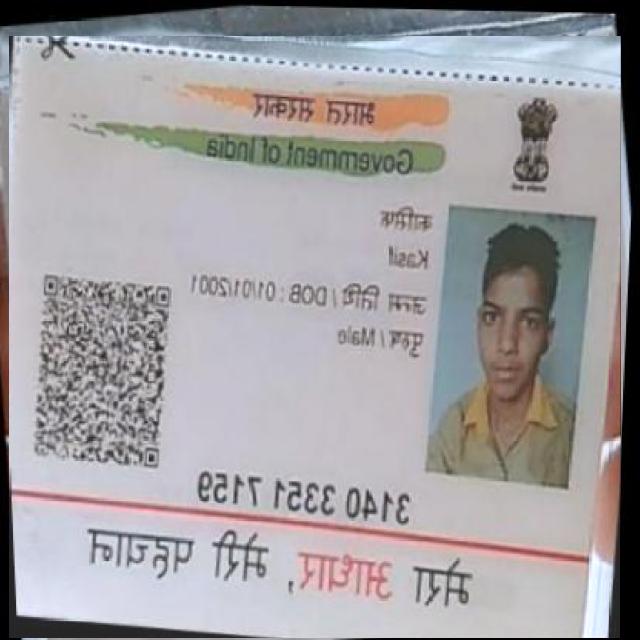 भारत सरकार
Government of India
कासिफ
Kasif
जन्म तिथि / DOB : 01/01/2001
पुरुष / Male
3140 3351 7159
मेरा आधार, मेरी पहचान